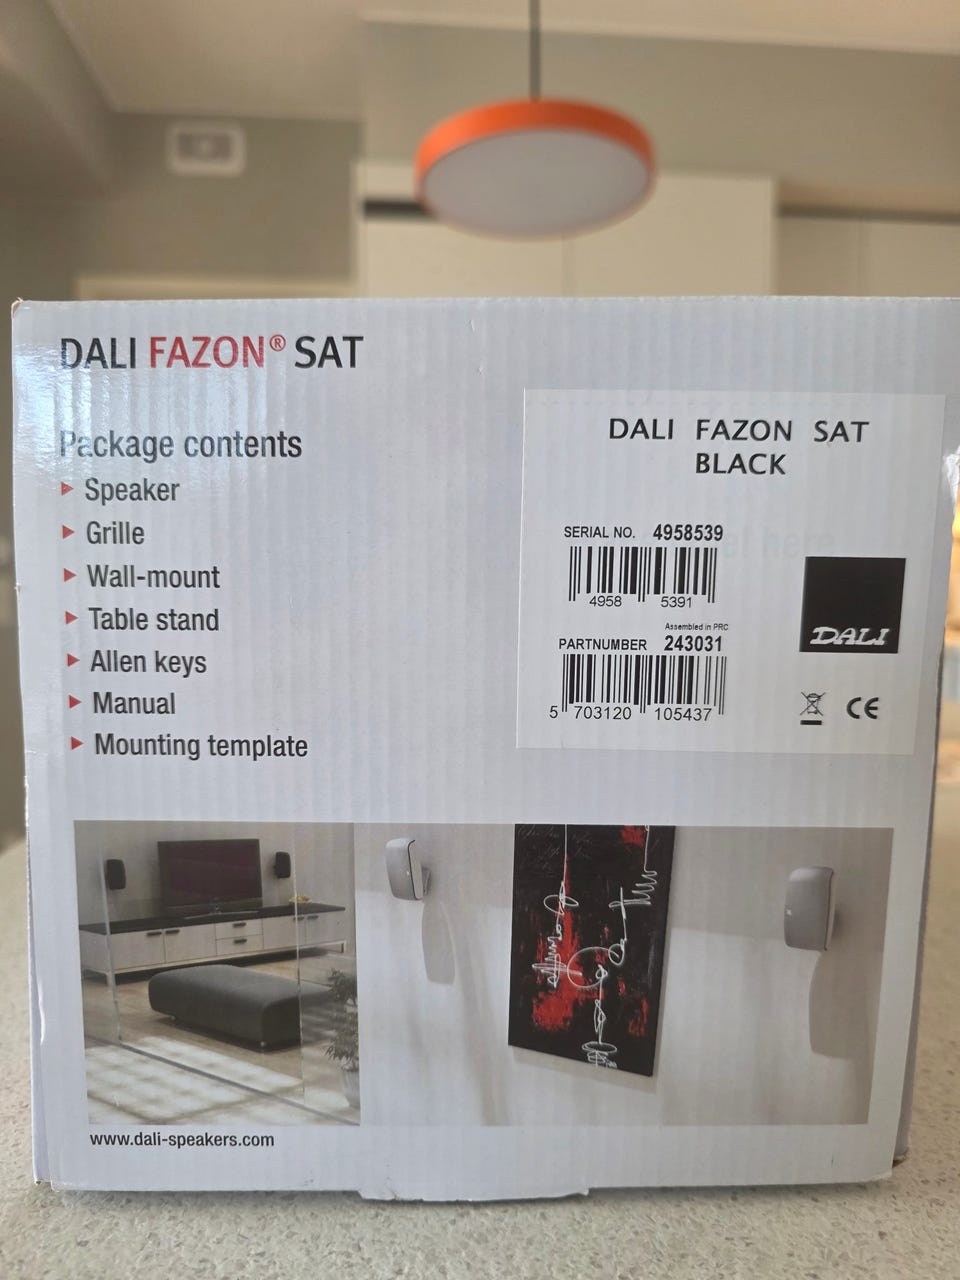 DALI FAZON® SAT
Package contents
Speaker
Grille
Wall-mount
Table stand
Allen keys
Manual
Mounting template
DALI FAZON SAT
BLACK
SERIAL NO. 4958539
4958 5391
Assembled in PRC
PARTNUMBER 243031
5 703120 105437
DALI
CE
www.dali-speakers.com